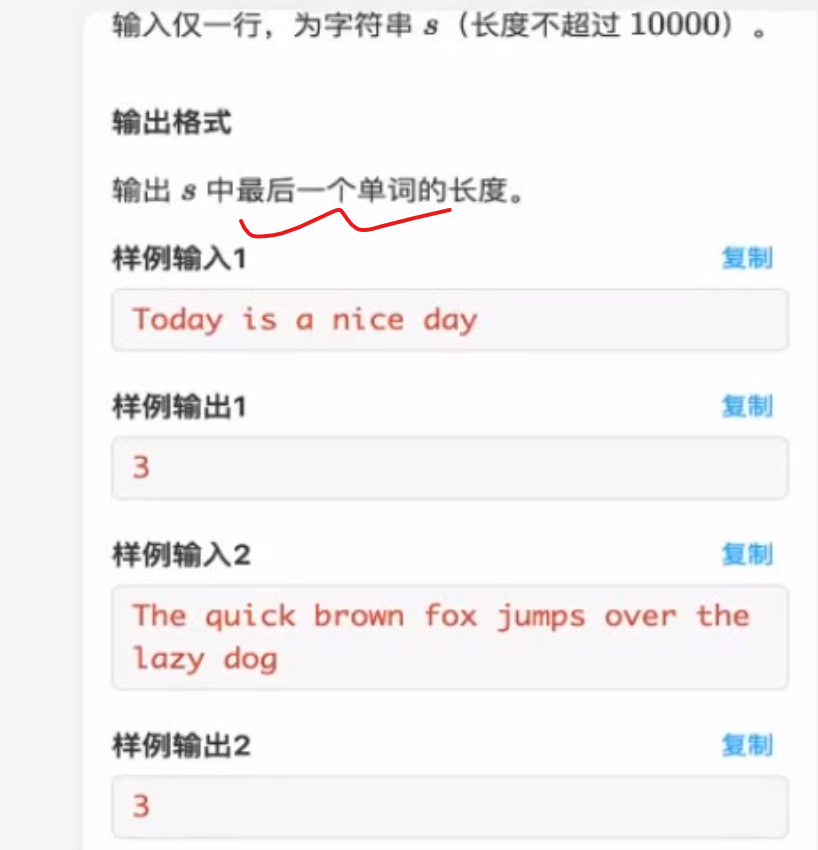 输入仅一行，为字符串 s（长度不超过 10000）。
输出格式
输出 s 中最后一个单词的长度。
样例输入1 复制
Today is a nice day
样例输出1 复制
3
样例输入2 复制
The quick brown fox jumps over the
lazy dog
样例输出2 复制
3